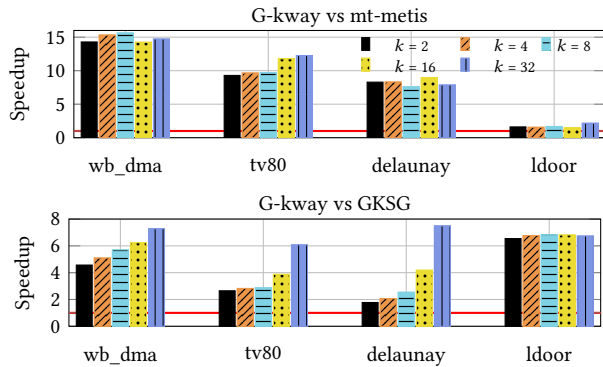 G-kway vs mt-metis
Speedup
15
10
5
0
k = 2
k = 4
k = 8
k = 16
k = 32
wb_dma tv80 delaunay ldoor
G-kway vs GKSG
Speedup
8
6
4
2
0
wb_dma tv80 delaunay ldoor